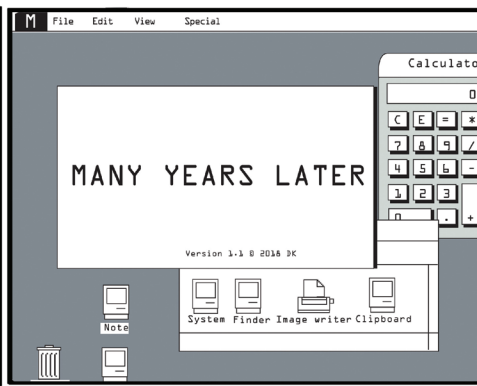 M File Edit View Special
Calculato
0
C E = *
7 8 9 /
4 5 6 -
1 2 3
0 . +
MANY YEARS LATER
Version 1.1 © 2018 DK
System Finder Image writer Clipboard
Note